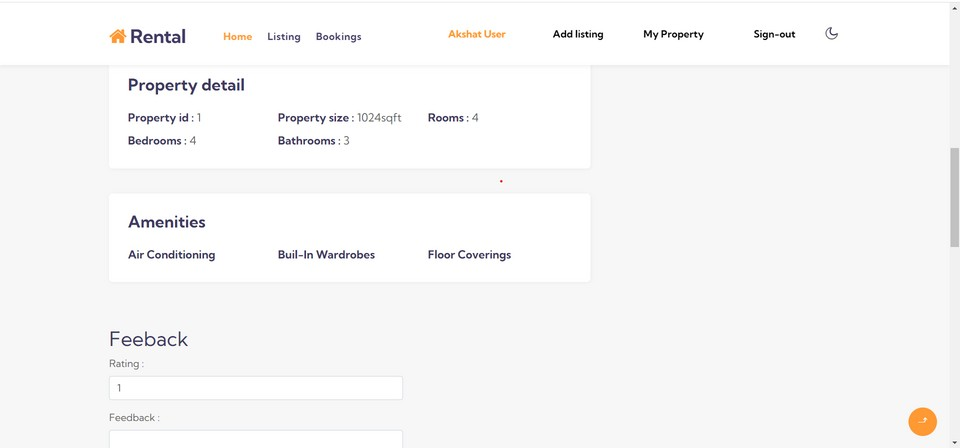 Rental Home Listing Bookings Akshat User Add listing My Property Sign-out
Property detail
Property id : 1 Property size : 1024sqft Rooms : 4
Bedrooms : 4 Bathrooms : 3
Amenities
Air Conditioning Buil-In Wardrobes Floor Coverings
Feeback
Rating :
1
Feedback :